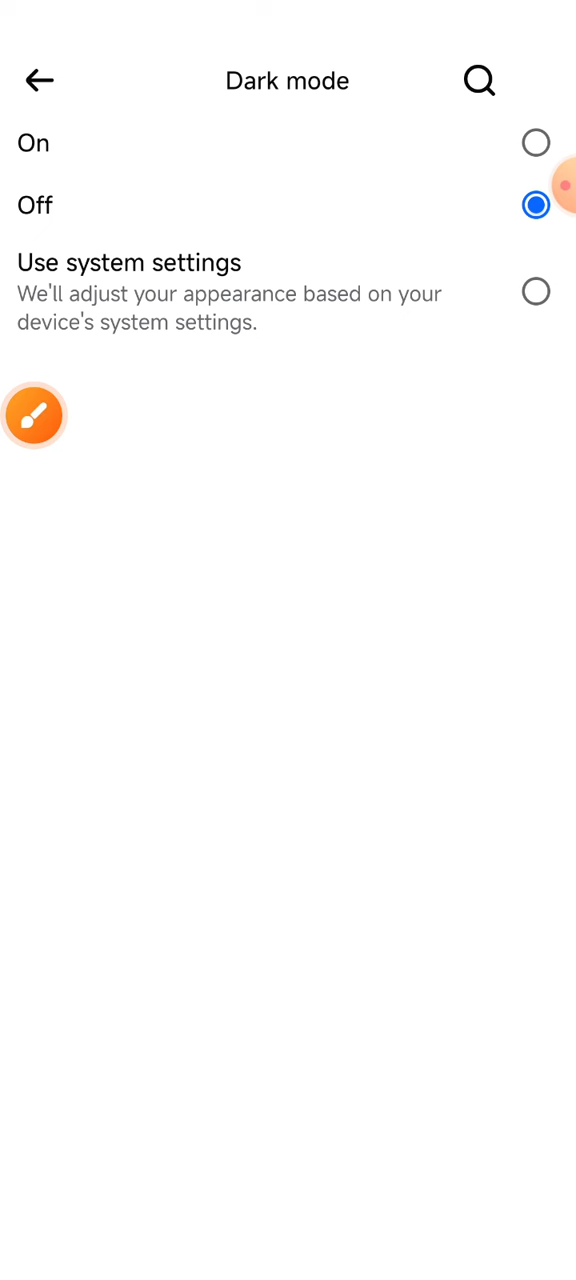 Dark mode
On
Off
Use system settings
We'll adjust your appearance based on your
device's system settings.